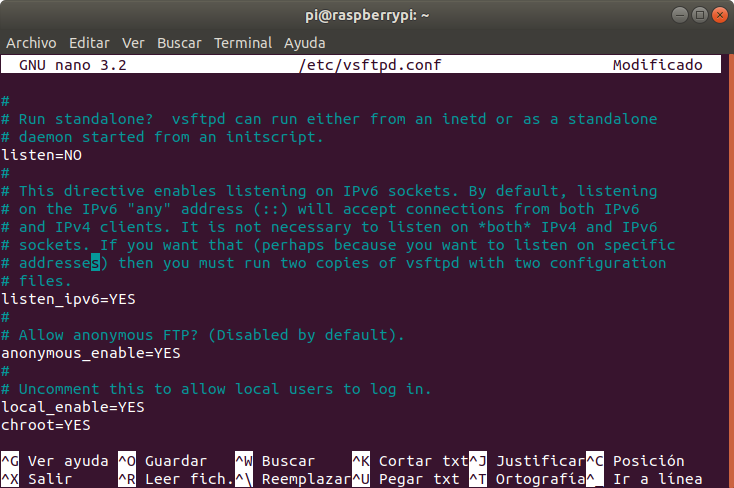 pi@raspberrypi: ~
Archivo Editar Ver Buscar Terminal Ayuda
GNU nano 3.2 /etc/vsftpd.conf Modificado
#
# Run standalone?  vsftpd can run either from an inetd or as a standalone
# daemon started from an initscript.
listen=NO
#
# This directive enables listening on IPv6 sockets. By default, listening
# on the IPv6 "any" address (::) will accept connections from both IPv6
# and IPv4 clients. It is not necessary to listen on *both* IPv4 and IPv6
# sockets. If you want that (perhaps because you want to listen on specific
# addresses) then you must run two copies of vsftpd with two configuration
# files.
listen_ipv6=YES
#
# Allow anonymous FTP? (Disabled by default).
anonymous_enable=YES
#
# Uncomment this to allow local users to log in.
local_enable=YES
chroot=YES
^G Ver ayuda ^O Guardar ^W Buscar ^K Cortar txt ^J Justificar ^C Posición
^X Salir ^R Leer fich. ^\ Reemplazar ^U Pegar txt ^T Ortografía ^_ Ir a línea